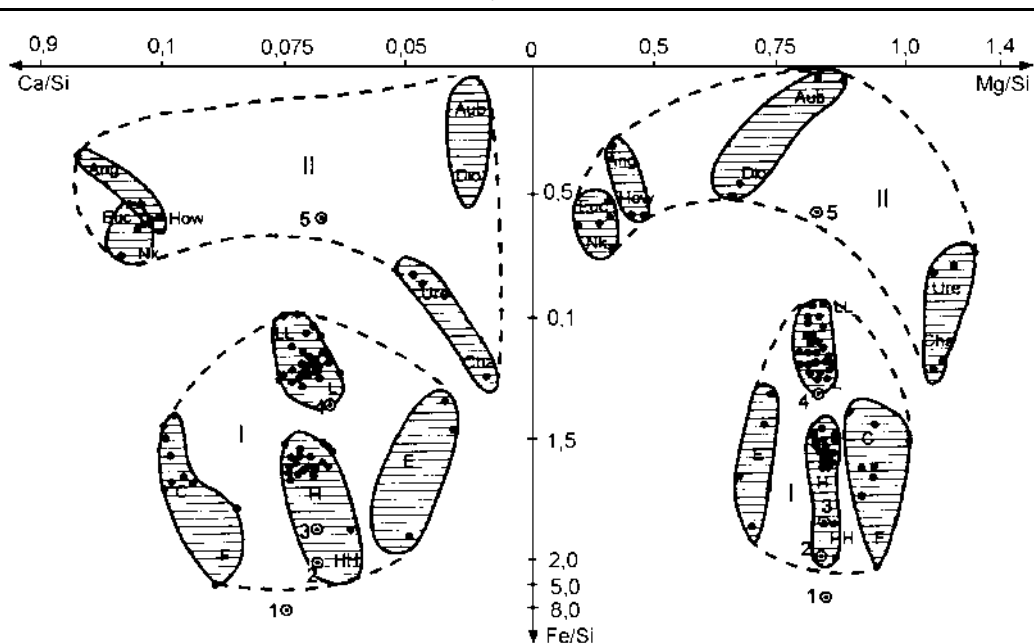 0,9 0,1 0,075 0,05 0 0,5 0,75 1,0 1,4
Ca/Si Mg/Si
Aub Aub
II
Ang Ang
Dio Dio
II
Euc How 5 0,5 Euc How 5
Nk Nk
Ure Ure
LL 0,1 LL
Cha Cha
L
4 4
I E 1,5 C
C H E H
I
3 3
F HH 2,0 HH F
2 2
5,0
1 8,0 1
Fe/Si